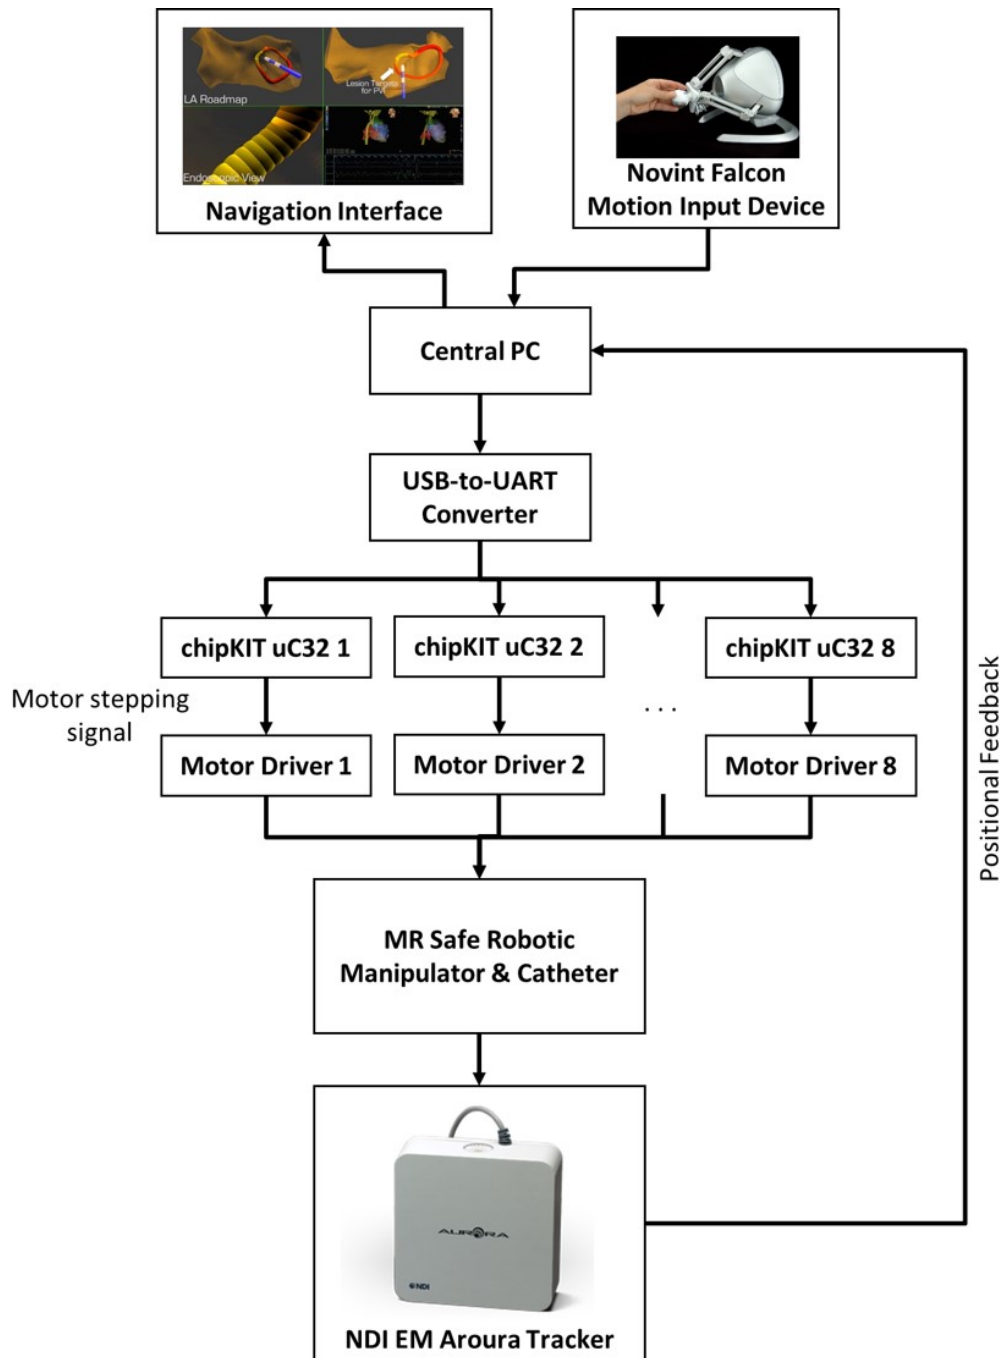 LA Roadmap
Lesion Targets
for PVI
Endoscopic View
Navigation Interface
Novint Falcon
Motion Input Device
Central PC
USB-to-UART
Converter
chipKIT uC32 1
chipKIT uC32 2
chipKIT uC32 8
Motor stepping
signal
. . .
Motor Driver 1
Motor Driver 2
Motor Driver 8
Positional Feedback
MR Safe Robotic
Manipulator & Catheter
AURORA
NDI
NDI EM Aroura Tracker